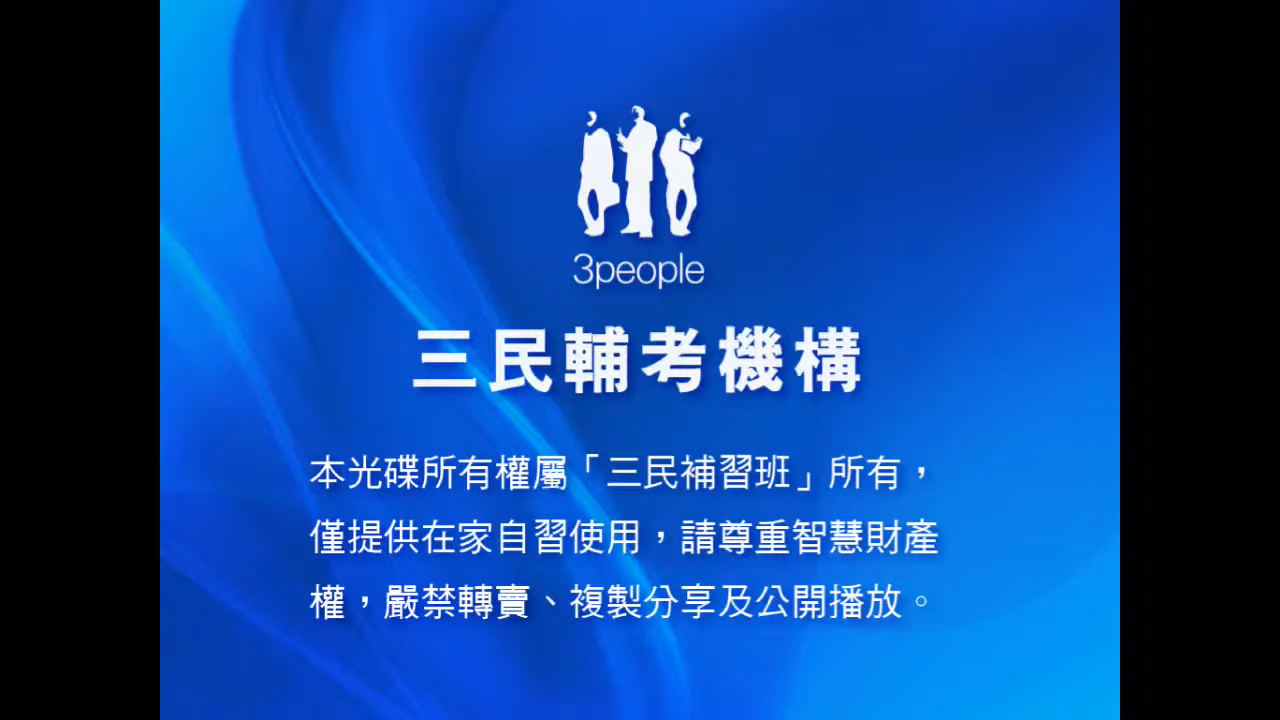 3people
三民輔考機構
本光碟所有權屬「三民補習班」所有，
僅提供在家自習使用，請尊重智慧財產
權，嚴禁轉賣、複製分享及公開播放。